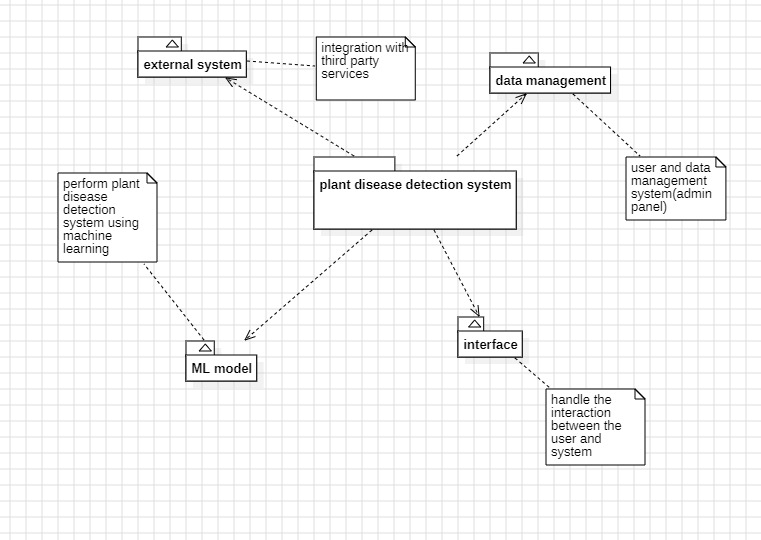 external system
integration with
third party
services
data management
plant disease detection system
user and data
management
system(admin
panel)
perform plant
disease
detection
system using
machine
learning
interface
ML model
handle the
interaction
between the
user and
system